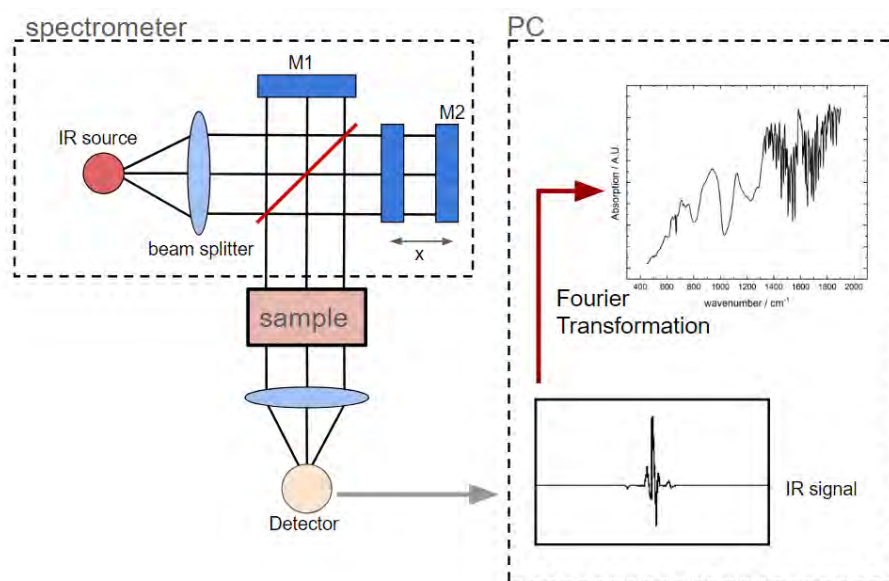 spectrometer
PC
M1
M2
IR source
beam splitter
x
sample
Detector
Absorption / A.U.
400 600 800 1000 1200 1400 1600 1800 2000
wavenumber / cm⁻¹
Fourier
Transformation
IR signal